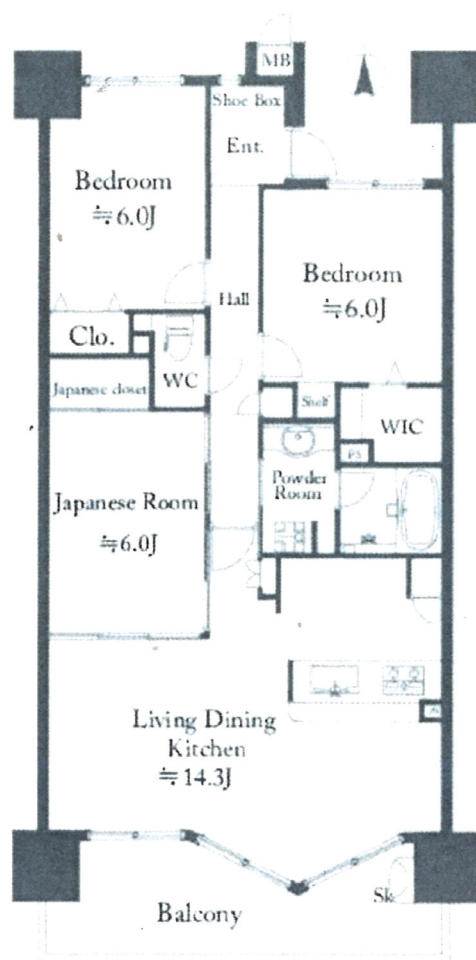 MB
Shoe Box
Ent.
Bedroom
≒6.0J
Bedroom
≒6.0J
Hall
Clo.
WC
Japanese closet
Shelf
WIC
PS
Powder
Room
Japanese Room
≒6.0J
Living Dining
Kitchen
≒14.3J
Sk
Balcony